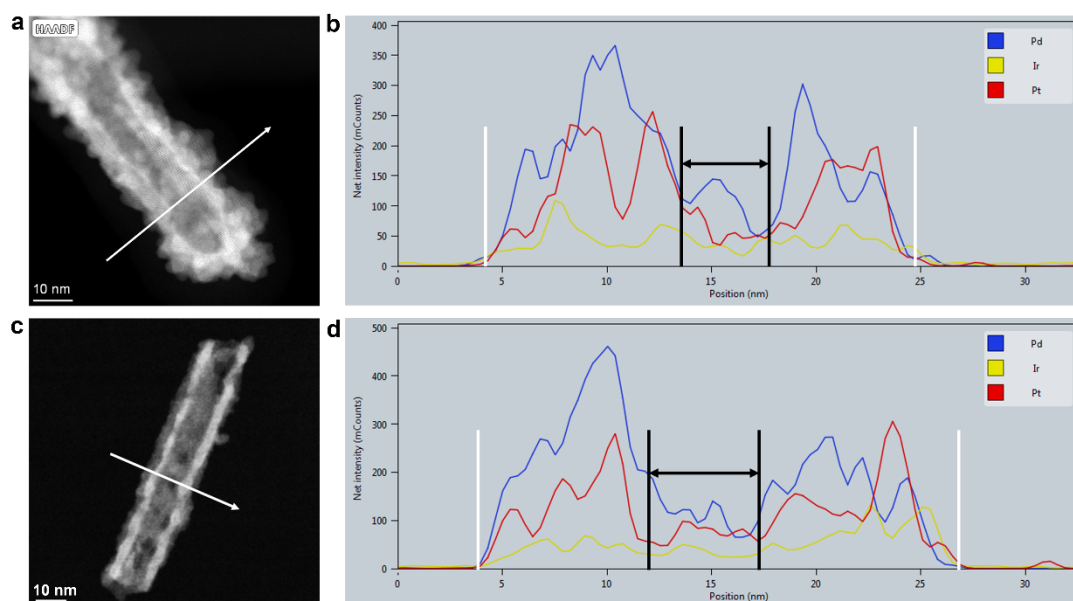 a
HAADF
10 nm
b
Net intensity (mCounts)
400
350
300
250
200
150
100
50
0
0 5 10 15 20 25 30
Position (nm)
Pd
Ir
Pt
c
10 nm
d
Net intensity (mCounts)
500
400
300
200
100
0
0 5 10 15 20 25 30
Position (nm)
Pd
Ir
Pt